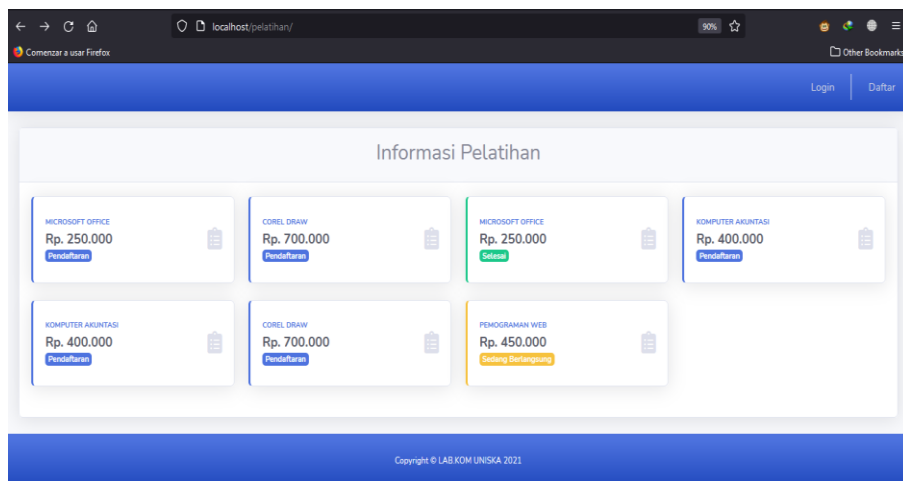 localhost/pelatihan/
90%
Comenzar a usar Firefox
Other Bookmarks
Login
Daftar
Informasi Pelatihan
MICROSOFT OFFICE
Rp. 250.000
Pendaftaran
COREL DRAW
Rp. 700.000
Pendaftaran
MICROSOFT OFFICE
Rp. 250.000
Selesai
KOMPUTER AKUNTASI
Rp. 400.000
Pendaftaran
KOMPUTER AKUNTASI
Rp. 400.000
Pendaftaran
COREL DRAW
Rp. 700.000
Pendaftaran
PEMOGRAMAN WEB
Rp. 450.000
Sedang Berlangsung
Copyright © LAB.KOM UNISKA 2021